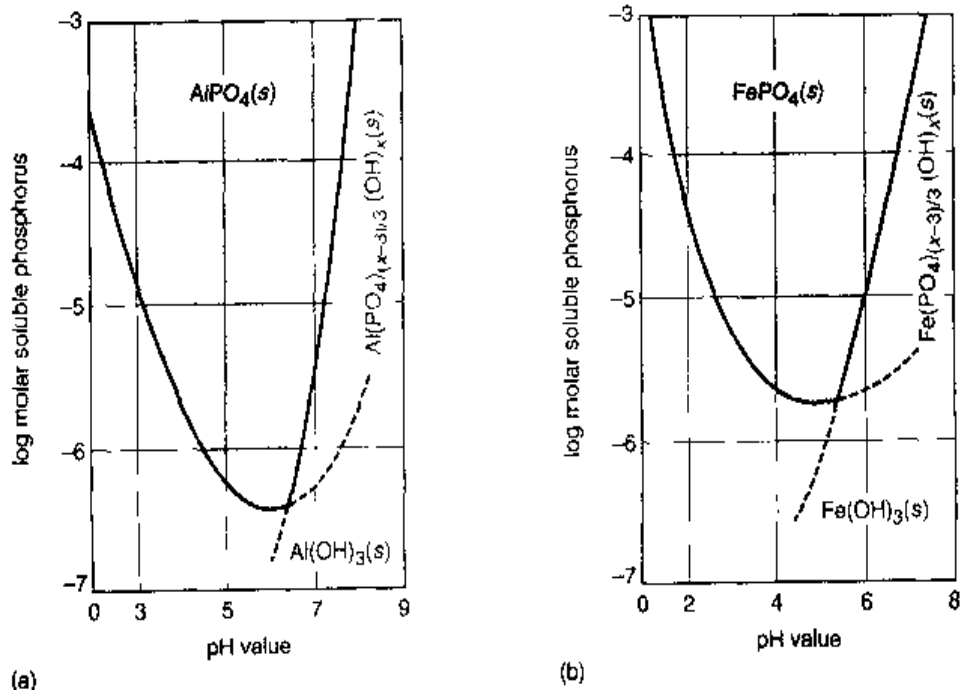 −3
−4
−5
−6
−7
0 3 5 7 9
log molar soluble phosphorus
pH value
AlPO₄(s)
Al(PO₄)₍ₓ₋₃₎/₃ (OH)ₓ(s)
Al(OH)₃(s)
(a)
−3
−4
−5
−6
−7
0 2 4 6 8
log molar soluble phosphorus
pH value
FePO₄(s)
Fe(PO₄)₍ₓ₋₃₎/₃ (OH)ₓ(s)
Fe(OH)₃(s)
(b)